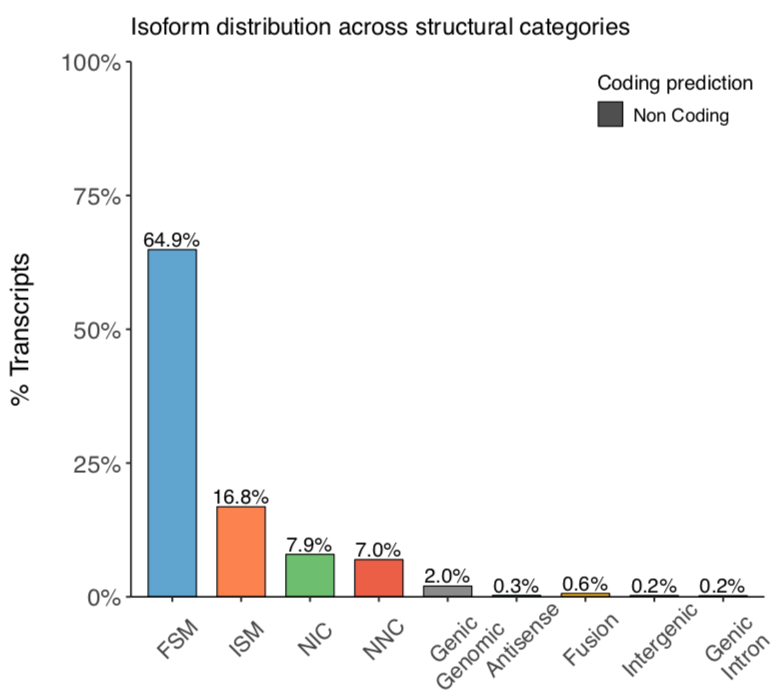 Isoform distribution across structural categories
100%
75%
50%
25%
0%
% Transcripts
Coding prediction
Non Coding
64.9%
16.8%
7.9%
7.0%
2.0%
0.3%
0.6%
0.2%
0.2%
FSM
ISM
NIC
NNC
Genic
Genomic
Antisense
Fusion
Intergenic
Genic
Intron